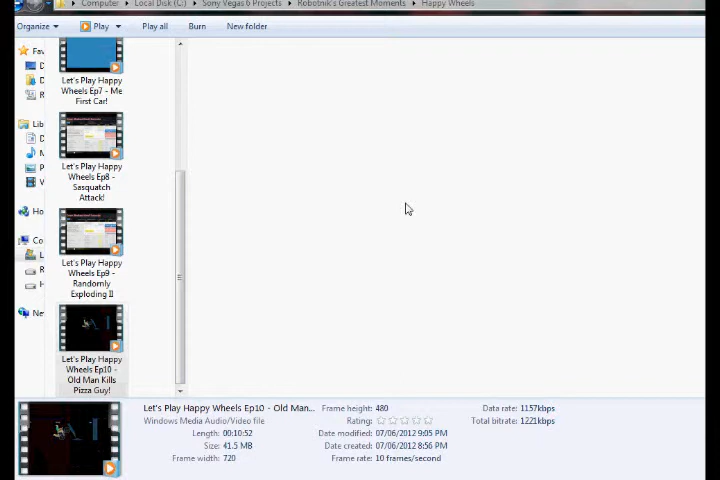 Computer ▸ Local Disk (C:) ▸ Sony Vegas 6 Projects ▸ Robotnik's Greatest Moments ▸ Happy Wheels
Organize Play Play all Burn New folder
Fav
D
D
R
Lib
D
M
P
V
Ho
Co
L
R
H
Ne
Let's Play Happy
Wheels Ep7 - Me
First Car!
Let's Play Happy
Wheels Ep8 -
Sasquatch
Attack!
Let's Play Happy
Wheels Ep9 -
Randomly
Exploding II
Let's Play Happy
Wheels Ep10 -
Old Man Kills
Pizza Guy!
Let's Play Happy Wheels Ep10 - Old Man... Frame height: 480 Data rate: 1157kbps
Windows Media Audio/Video file Rating: Total bitrate: 1221kbps
Length: 00:10:52 Date modified: 07/06/2012 9:05 PM
Size: 41.5 MB Date created: 07/06/2012 8:56 PM
Frame width: 720 Frame rate: 10 frames/second